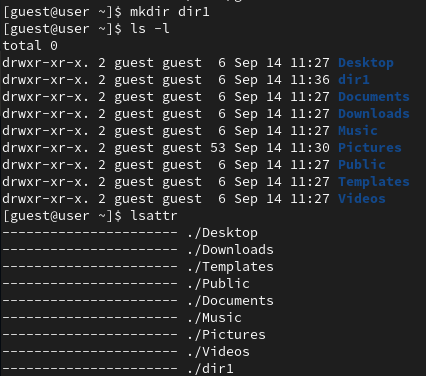 [guest@user ~]$ mkdir dir1
[guest@user ~]$ ls -l
total 0
drwxr-xr-x. 2 guest guest  6 Sep 14 11:27 Desktop
drwxr-xr-x. 2 guest guest  6 Sep 14 11:36 dir1
drwxr-xr-x. 2 guest guest  6 Sep 14 11:27 Documents
drwxr-xr-x. 2 guest guest  6 Sep 14 11:27 Downloads
drwxr-xr-x. 2 guest guest  6 Sep 14 11:27 Music
drwxr-xr-x. 2 guest guest 53 Sep 14 11:30 Pictures
drwxr-xr-x. 2 guest guest  6 Sep 14 11:27 Public
drwxr-xr-x. 2 guest guest  6 Sep 14 11:27 Templates
drwxr-xr-x. 2 guest guest  6 Sep 14 11:27 Videos
[guest@user ~]$ lsattr
---------------------- ./Desktop
---------------------- ./Downloads
---------------------- ./Templates
---------------------- ./Public
---------------------- ./Documents
---------------------- ./Music
---------------------- ./Pictures
---------------------- ./Videos
---------------------- ./dir1